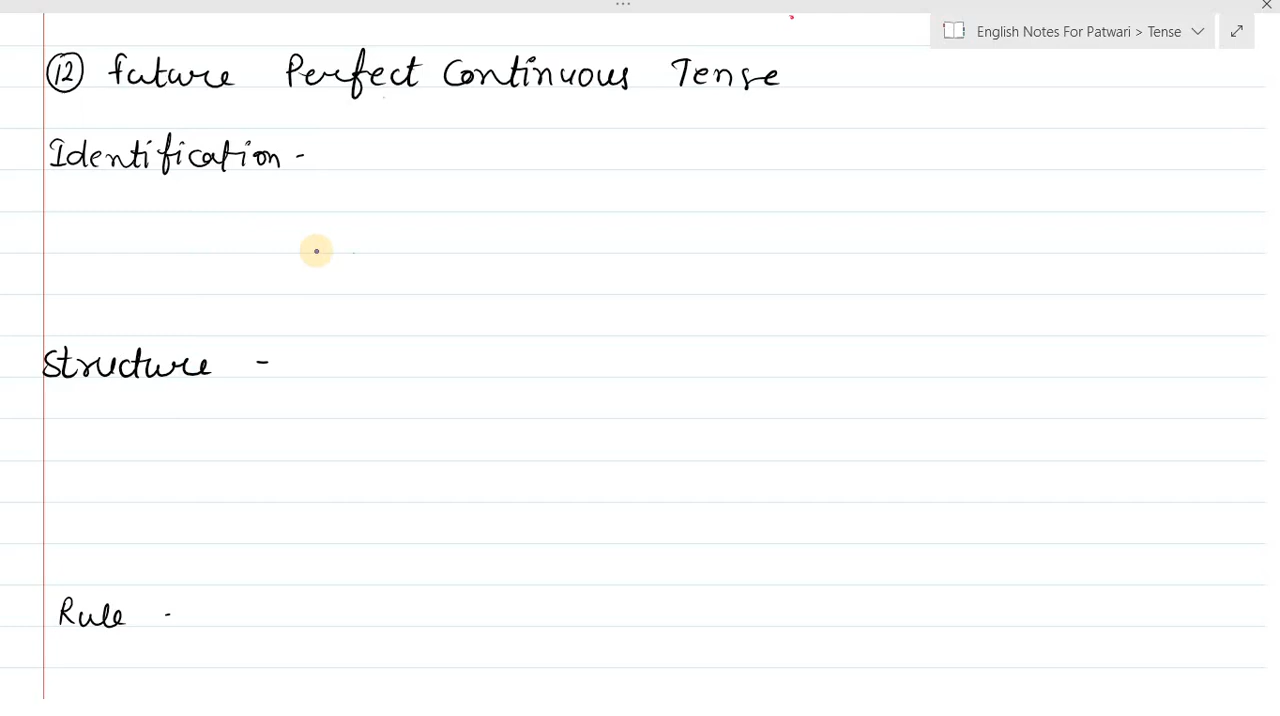 English Notes For Patwari > Tense
12 Future Perfect Continuous Tense
Identification -
Structure -
Rule -